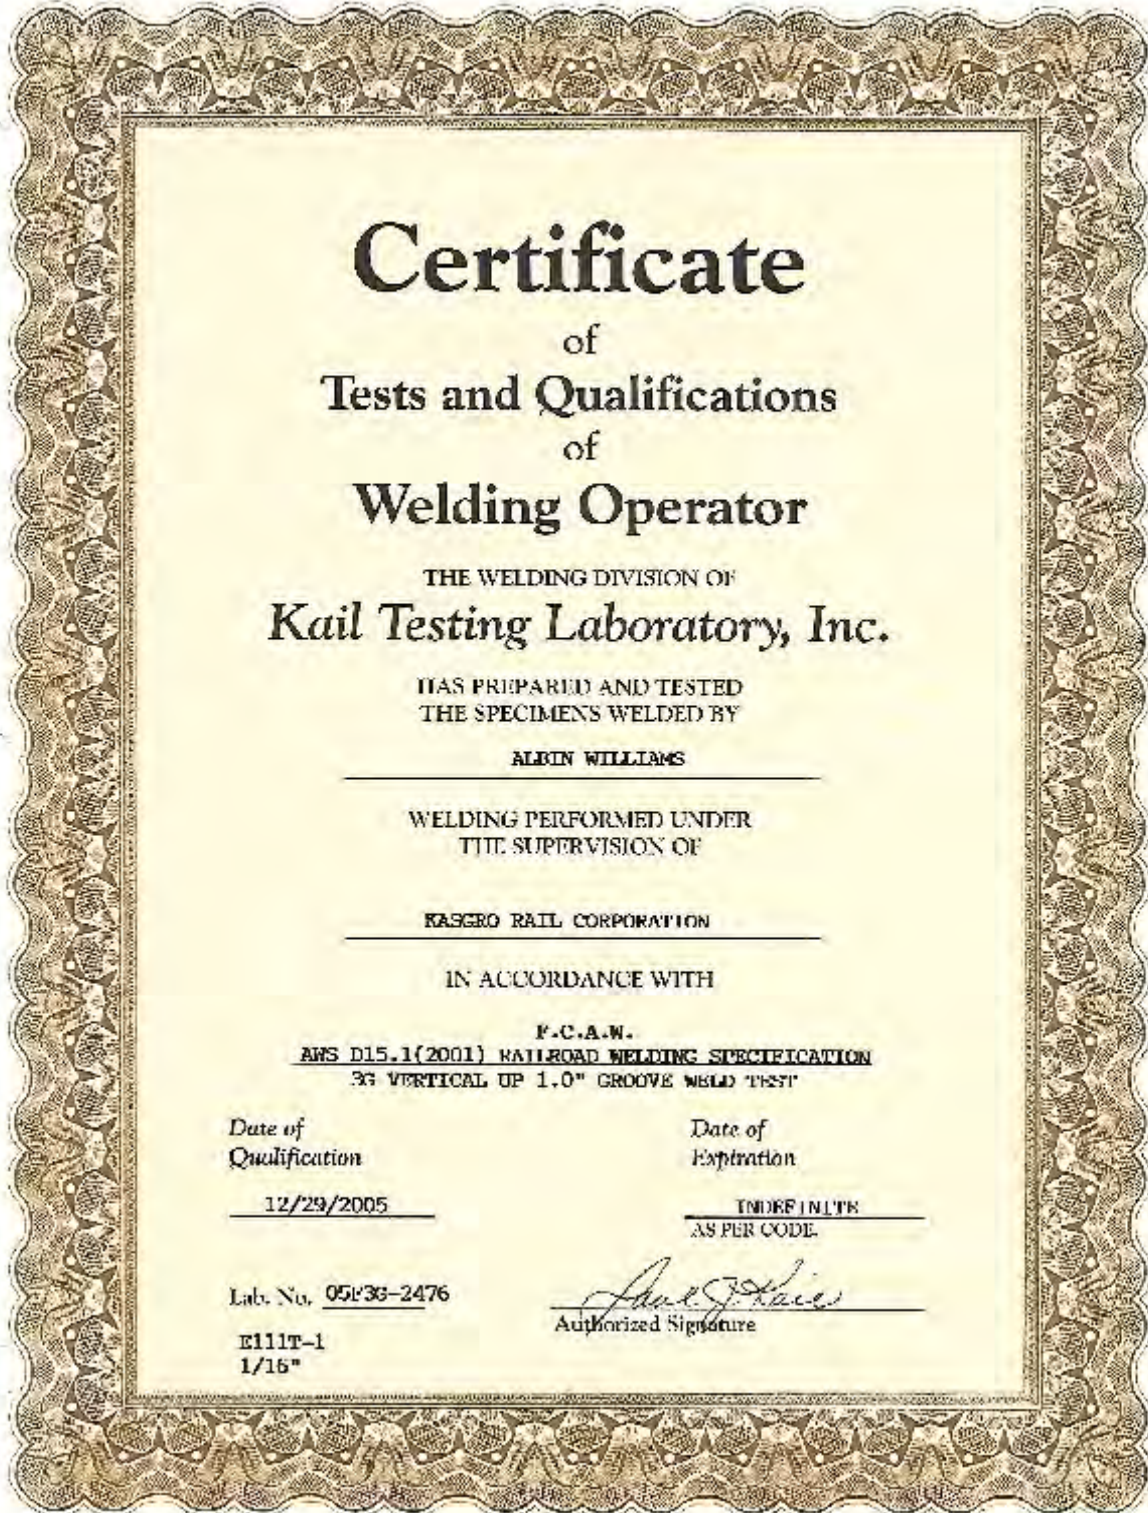 Certificate
of
Tests and Qualifications
of
Welding Operator
THE WELDING DIVISION OF
Kail Testing Laboratory, Inc.
HAS PREPARED AND TESTED
THE SPECIMENS WELDED BY
ALBIN WILLIAMS
WELDING PERFORMED UNDER
THE SUPERVISION OF
KASGRO RAIL CORPORATION
IN ACCORDANCE WITH
F.C.A.W.
AWS D15.1(2001) RAILROAD WELDING SPECIFICATION
3G VERTICAL UP 1.0" GROOVE WELD TEST
Date of
Qualification
12/29/2005
Date of
Expiration
INDEFINITE
AS PER CODE.
Lab. No. 05F3G-2476
E111T-1
1/16"
Authorized Signature